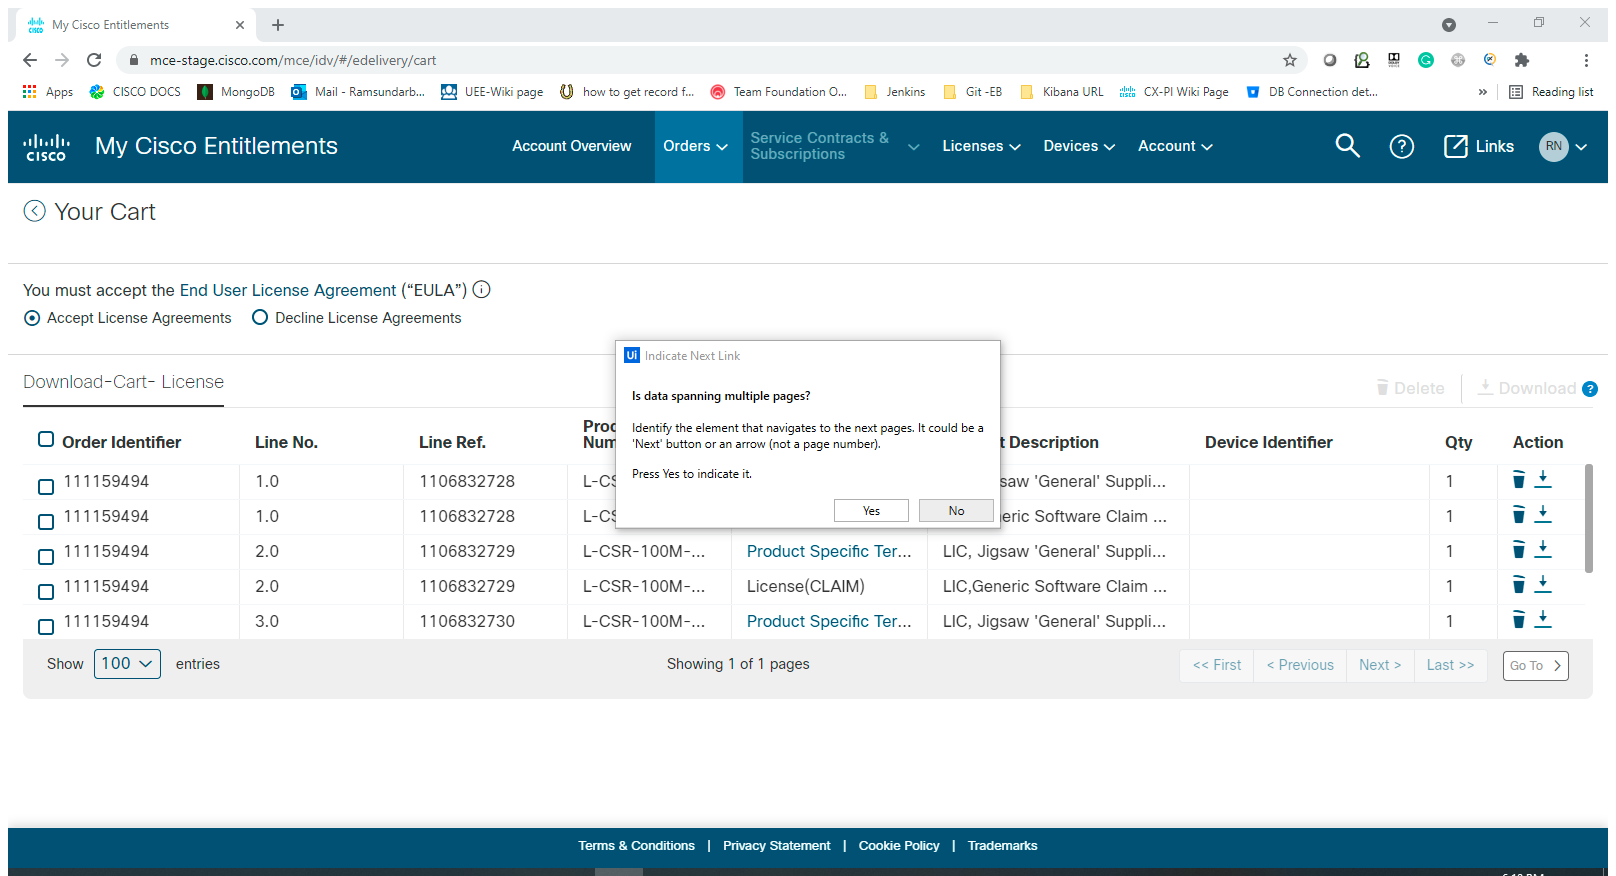 My Cisco Entitlements
mce-stage.cisco.com/mce/idv/#/edelivery/cart
Apps CISCO DOCS MongoDB Mail - Ramsundarb... UEE-Wiki page how to get record f... Team Foundation O... Jenkins Git -EB Kibana URL CX-PI Wiki Page DB Connection det... » Reading list
CISCO My Cisco Entitlements Account Overview Orders Service Contracts & Subscriptions Licenses Devices Account ? Links RN
Your Cart
You must accept the End User License Agreement (“EULA”)
Accept License Agreements Decline License Agreements
Ui Indicate Next Link
Is data spanning multiple pages?
Identify the element that navigates to the next pages. It could be a
'Next' button or an arrow (not a page number).
Press Yes to indicate it.
Yes No
Download-Cart- License Delete Download ?
Order Identifier Line No. Line Ref. Description Device Identifier Qty Action
111159494 1.0 1106832728 'General' Suppli... 1
111159494 1.0 1106832728 Software Claim ... 1
111159494 2.0 1106832729 L-CSR-100M-... Product Specific Ter... LIC, Jigsaw 'General' Suppli... 1
111159494 2.0 1106832729 L-CSR-100M-... License(CLAIM) LIC,Generic Software Claim ... 1
111159494 3.0 1106832730 L-CSR-100M-... Product Specific Ter... LIC, Jigsaw 'General' Suppli... 1
Show 100 entries Showing 1 of 1 pages << First < Previous Next > Last >> Go To
Terms & Conditions | Privacy Statement | Cookie Policy | Trademarks